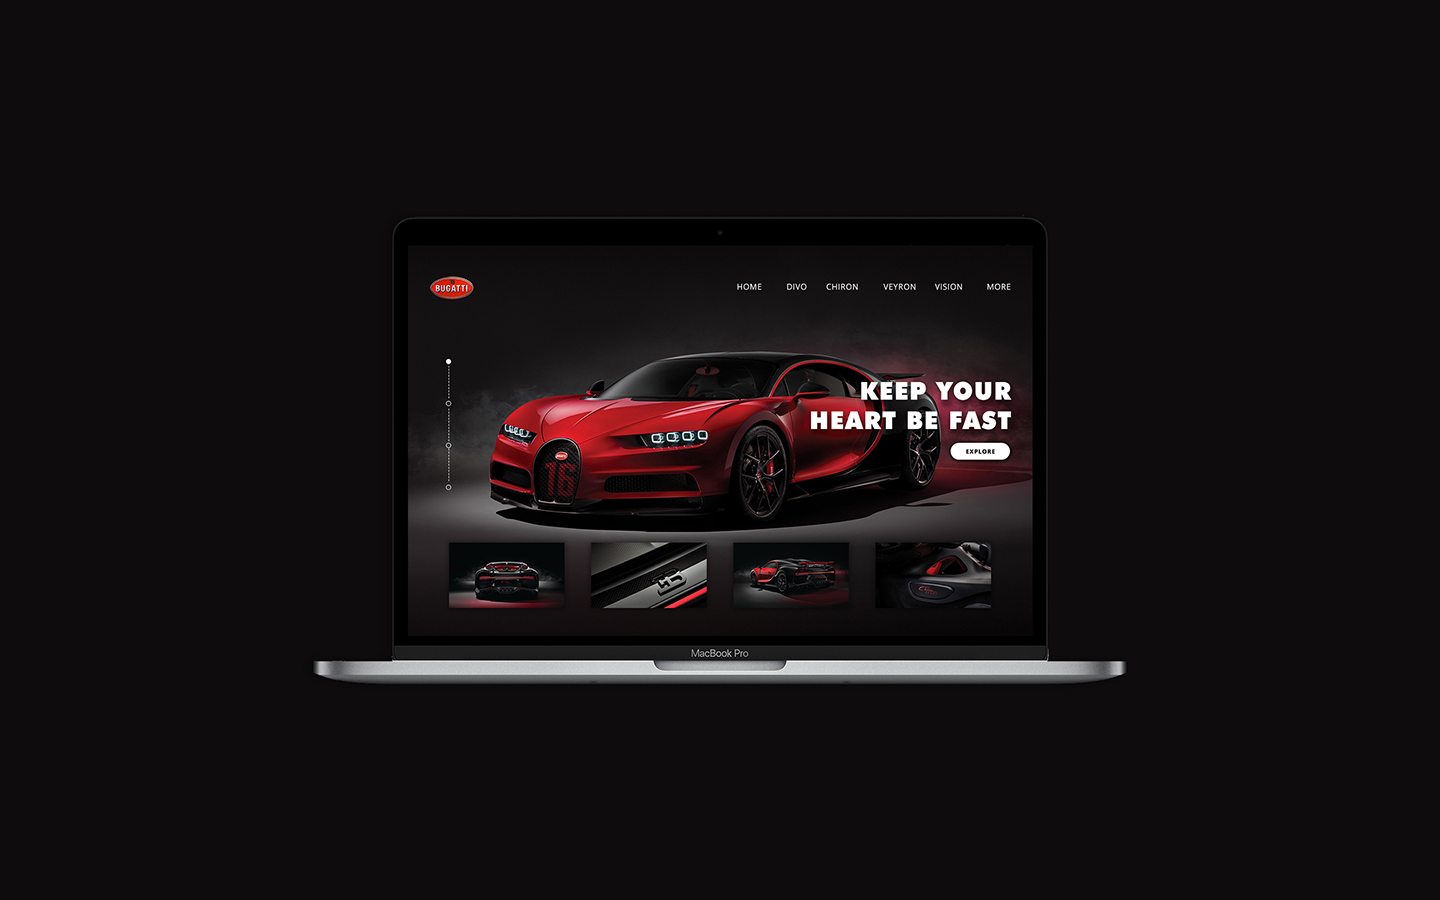 BUGATTI
HOME DIVO CHIRON VEYRON VISION MORE
KEEP YOUR
HEART BE FAST
EXPLORE
16
MacBook Pro